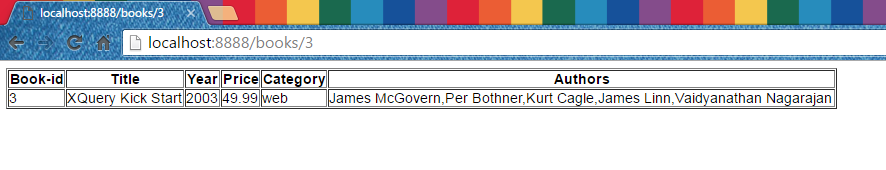 localhost:8888/books/3
localhost:8888/books/3
Book-id Title Year Price Category Authors
3 XQuery Kick Start 2003 49.99 web James McGovern,Per Bothner,Kurt Cagle,James Linn,Vaidyanathan Nagarajan